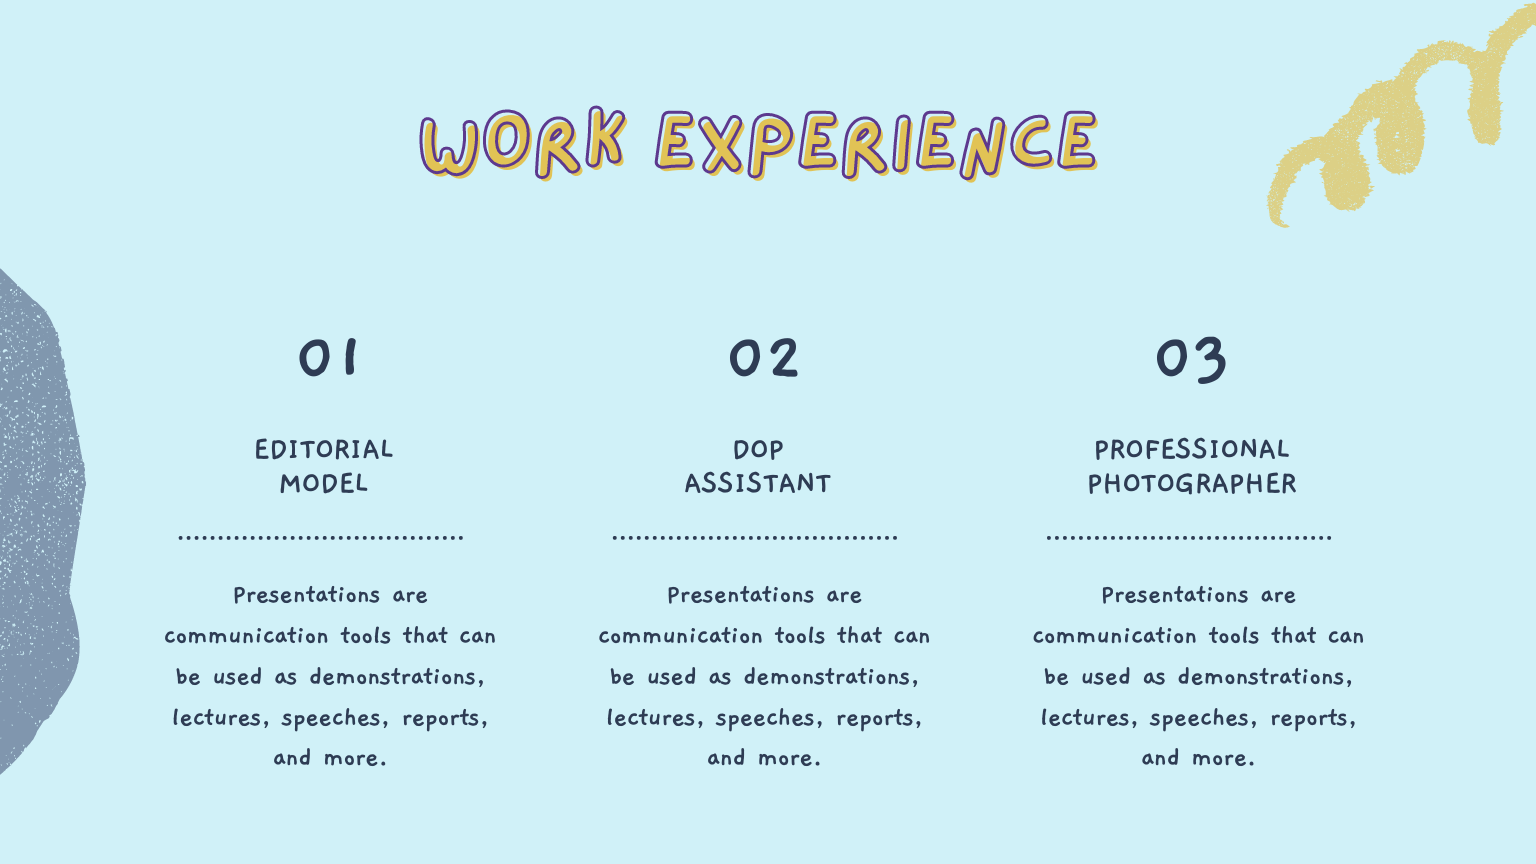 WORK EXPERIENCE
01
EDITORIAL
MODEL
Presentations are
communication tools that can
be used as demonstrations,
lectures, speeches, reports,
and more.
02
DOP
ASSISTANT
Presentations are
communication tools that can
be used as demonstrations,
lectures, speeches, reports,
and more.
03
PROFESSIONAL
PHOTOGRAPHER
Presentations are
communication tools that can
be used as demonstrations,
lectures, speeches, reports,
and more.